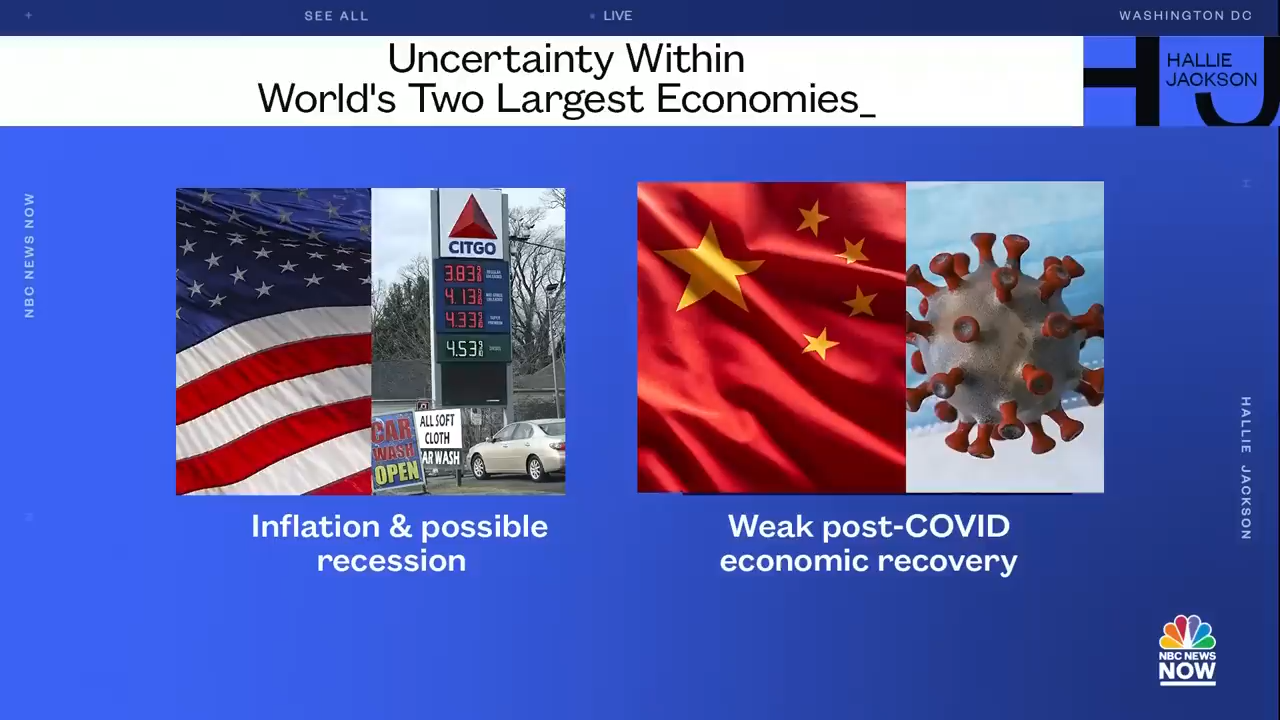 SEE ALL
LIVE
WASHINGTON DC
Uncertainty Within
World's Two Largest Economies_
HALLIE
JACKSON
NBC NEWS NOW
CITGO
3.83
4.13
4.33
4.53
CAR
WASH
OPEN
ALL SOFT
CLOTH
CAR WASH
Inflation & possible
recession
Weak post-COVID
economic recovery
HALLIE JACKSON
NBC NEWS
NOW